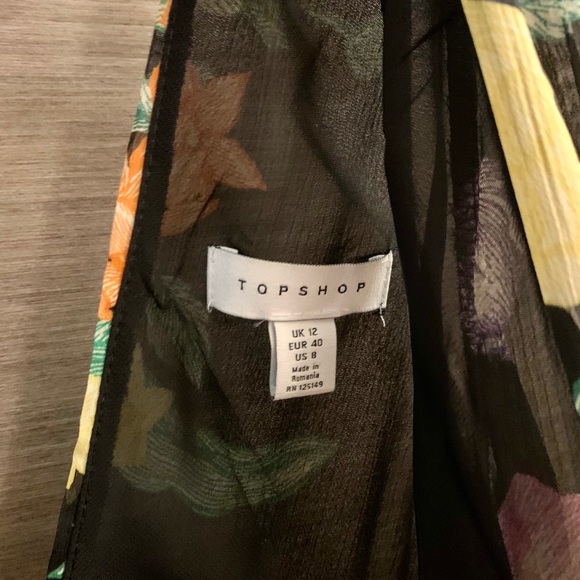 TOPSHOP
UK 12
EUR 40
US 8
Made in
Romania
RN 125149